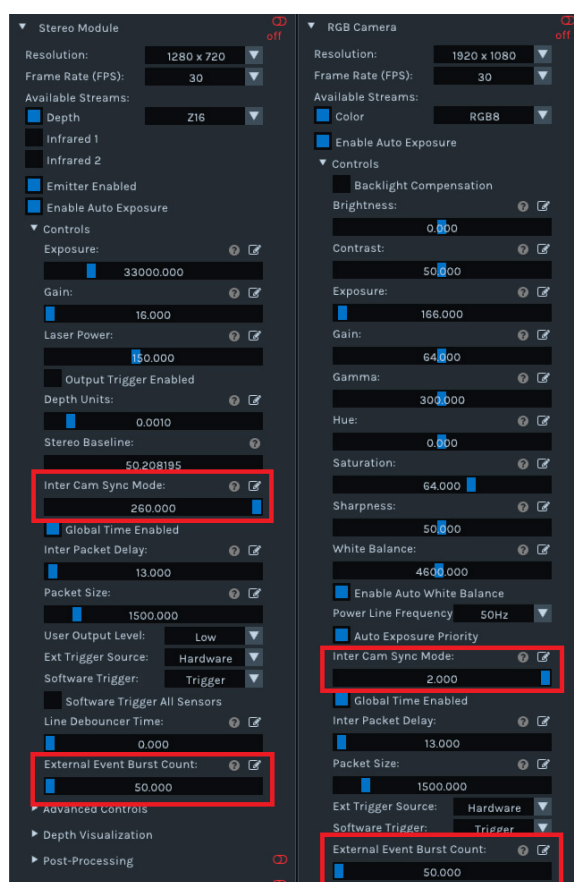 Stereo Module
off
Resolution: 1280 x 720
Frame Rate (FPS): 30
Available Streams:
Depth Z16
Infrared 1
Infrared 2
Emitter Enabled
Enable Auto Exposure
Controls
Exposure:
33000.000
Gain:
16.000
Laser Power:
150.000
Output Trigger Enabled
Depth Units:
0.0010
Stereo Baseline:
50.208195
Inter Cam Sync Mode:
260.000
Global Time Enabled
Inter Packet Delay:
13.000
Packet Size:
1500.000
User Output Level: Low
Ext Trigger Source: Hardware
Software Trigger: Trigger
Software Trigger All Sensors
Line Debouncer Time:
0.000
External Event Burst Count:
50.000
Advanced Controls
Depth Visualization
Post-Processing
RGB Camera
off
Resolution: 1920 x 1080
Frame Rate (FPS): 30
Available Streams:
Color RGB8
Enable Auto Exposure
Controls
Backlight Compensation
Brightness:
0.000
Contrast:
50.000
Exposure:
166.000
Gain:
64.000
Gamma:
300.000
Hue:
0.000
Saturation:
64.000
Sharpness:
50.000
White Balance:
4600.000
Enable Auto White Balance
Power Line Frequency 50Hz
Auto Exposure Priority
Inter Cam Sync Mode:
2.000
Global Time Enabled
Inter Packet Delay:
13.000
Packet Size:
1500.000
Ext Trigger Source: Hardware
Software Trigger: Trigger
External Event Burst Count:
50.000